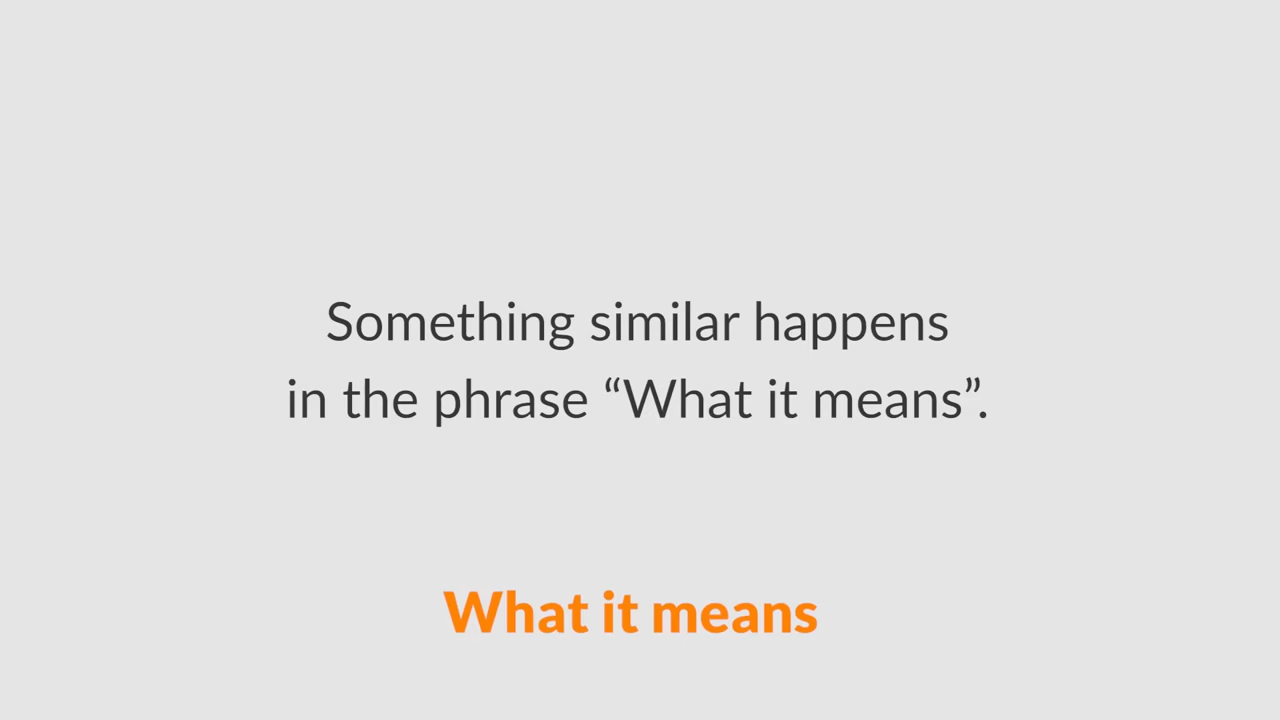 Something similar happens
in the phrase “What it means”.
What it means